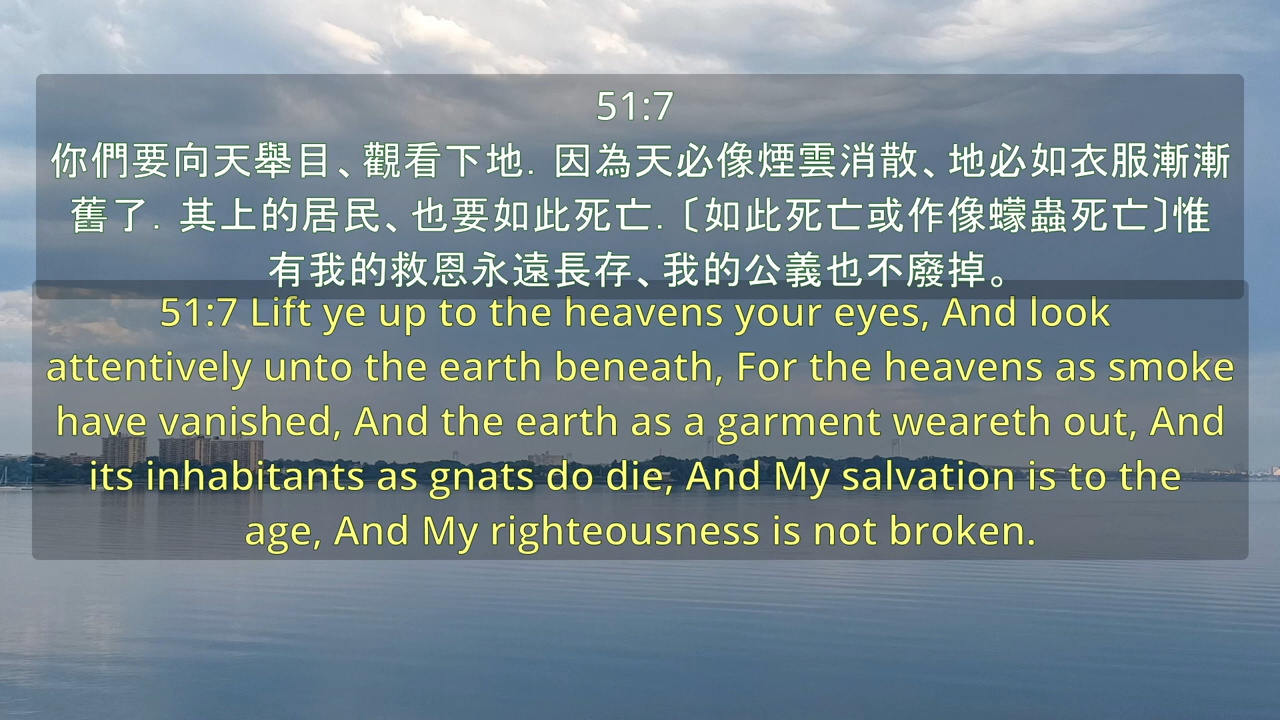 51:7
你們要向天舉目、觀看下地．因為天必像煙雲消散、地必如衣服漸漸
舊了．其上的居民、也要如此死亡．〔如此死亡或作像蠓蟲死亡〕惟
有我的救恩永遠長存、我的公義也不廢掉。
51:7 Lift ye up to the heavens your eyes, And look
attentively unto the earth beneath, For the heavens as smoke
have vanished, And the earth as a garment weareth out, And
its inhabitants as gnats do die, And My salvation is to the
age, And My righteousness is not broken.